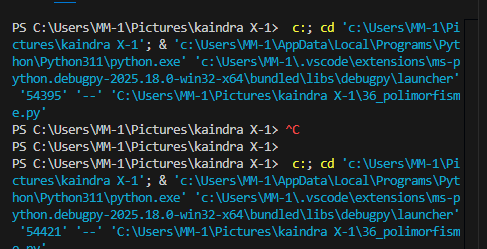 PS C:\Users\MM-1\Pictures\kaindra X-1>  c:; cd 'c:\Users\MM-1\Pi
ctures\kaindra X-1'; & 'c:\Users\MM-1\AppData\Local\Programs\Pyt
hon\Python311\python.exe' 'c:\Users\MM-1\.vscode\extensions\ms-p
ython.debugpy-2025.18.0-win32-x64\bundled\libs\debugpy\launcher'
 '54395' '--' 'C:\Users\MM-1\Pictures\kaindra X-1\36_polimorfism
e.py'
PS C:\Users\MM-1\Pictures\kaindra X-1> ^C
PS C:\Users\MM-1\Pictures\kaindra X-1>
PS C:\Users\MM-1\Pictures\kaindra X-1>  c:; cd 'c:\Users\MM-1\Pi
ctures\kaindra X-1'; & 'c:\Users\MM-1\AppData\Local\Programs\Pyt
hon\Python311\python.exe' 'c:\Users\MM-1\.vscode\extensions\ms-p
ython.debugpy-2025.18.0-win32-x64\bundled\libs\debugpy\launcher'
 '54421' '--' 'C:\Users\MM-1\Pictures\kaindra X-1\36_polimorfism
e.py'